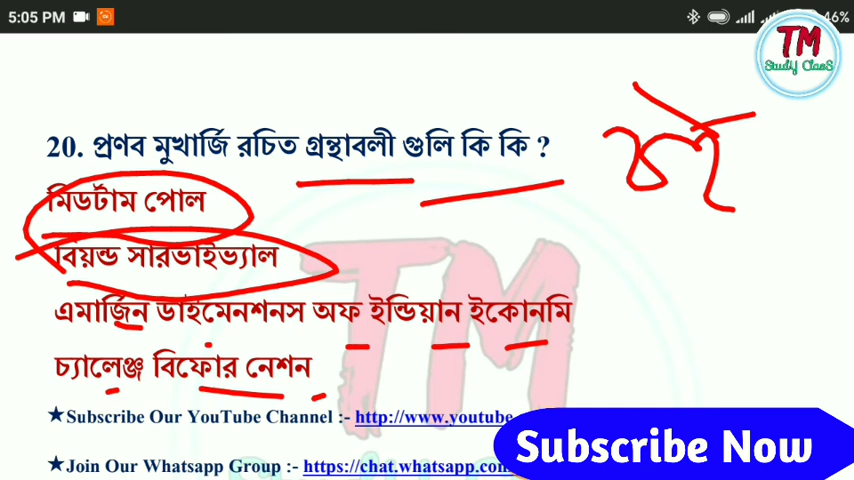 5:05 PM
46%
TM
StudY ClasS
20. প্রণব মুখার্জি রচিত গ্রন্থাবলী গুলি কি কি ?
মিডর্টাম পোল
বিয়ন্ড সারভাইভ্যাল
এমার্জিন ডাইমেনশনস অফ ইন্ডিয়ান ইকোনমি
চ্যালেঞ্জ বিফোর নেশন
★Subscribe Our YouTube Channel :- http://www.youtube.
Subscribe Now
★Join Our Whatsapp Group :- https://chat.whatsapp.com